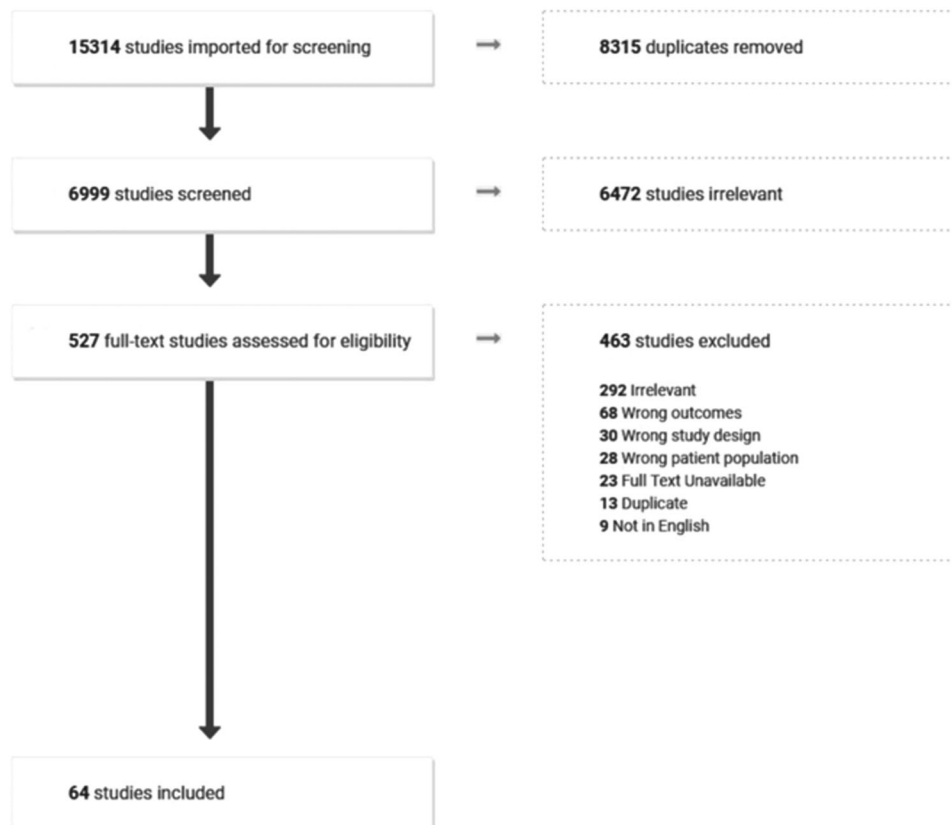 15314 studies imported for screening
8315 duplicates removed
6999 studies screened
6472 studies irrelevant
527 full-text studies assessed for eligibility
463 studies excluded
292 Irrelevant
68 Wrong outcomes
30 Wrong study design
28 Wrong patient population
23 Full Text Unavailable
13 Duplicate
9 Not in English
64 studies included